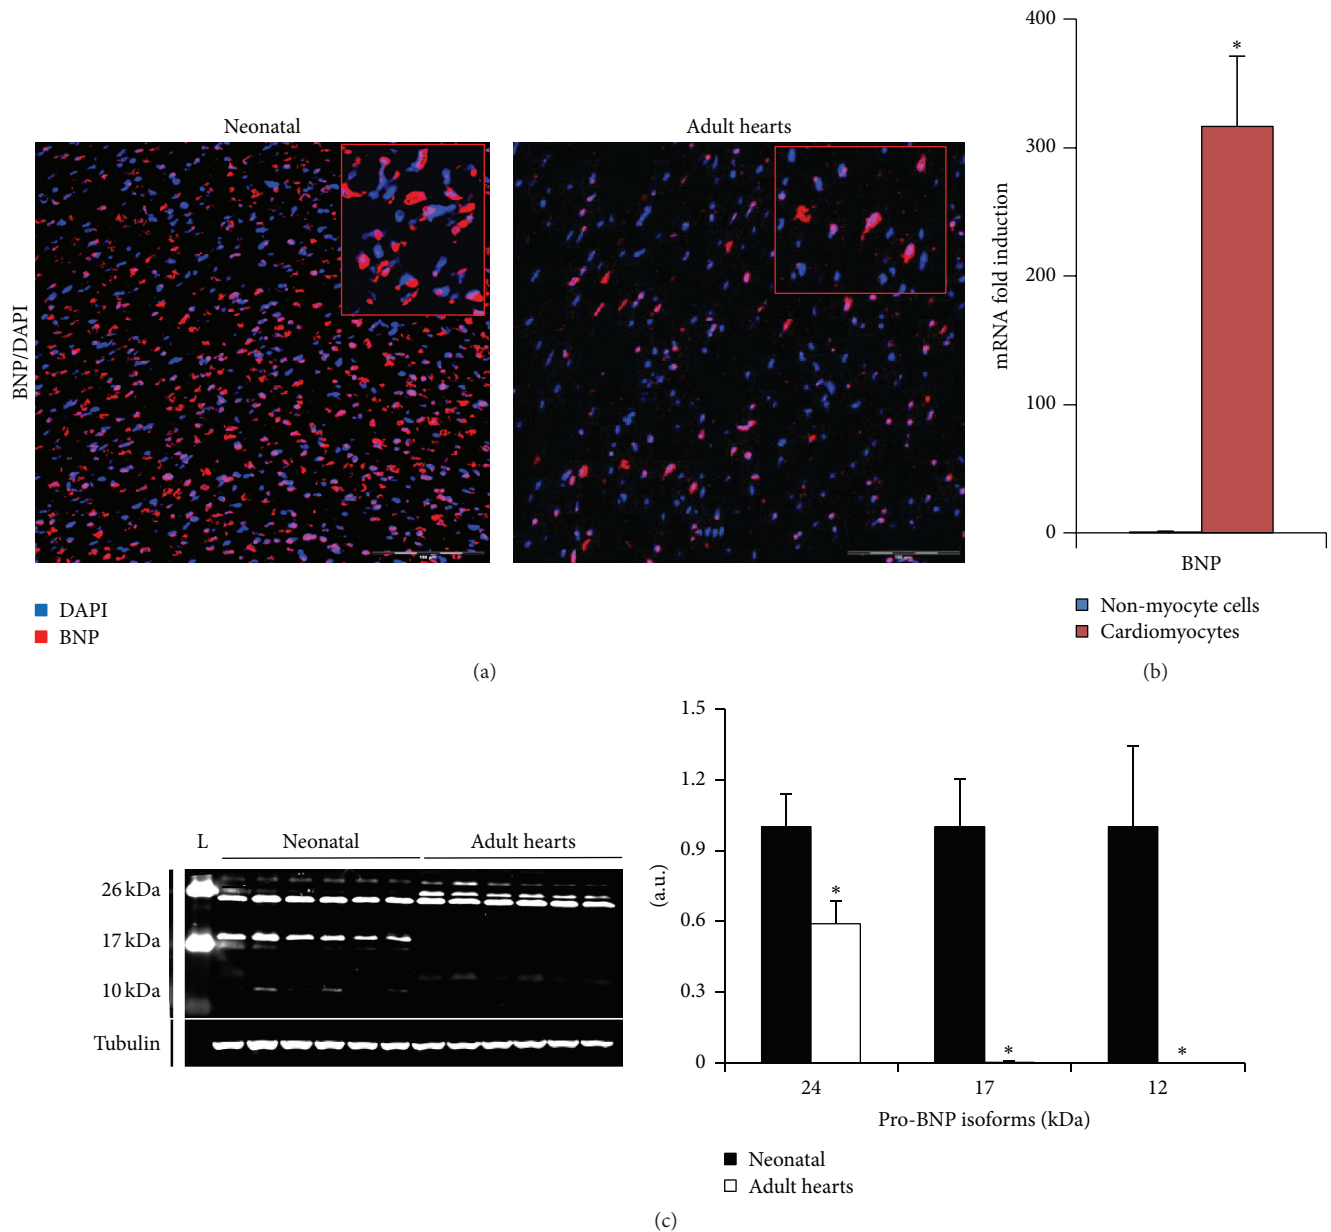 Neonatal
Adult hearts
BNP/DAPI
100 µm
DAPI
BNP
(a)
400
300
200
100
0
mRNA fold induction
*
BNP
Non-myocyte cells
Cardiomyocytes
(b)
L
Neonatal
Adult hearts
26 kDa
17 kDa
10 kDa
Tubulin
1.5
1.2
0.9
0.6
0.3
0
(a.u.)
*
*
*
24
17
12
Pro-BNP isoforms (kDa)
Neonatal
Adult hearts
(c)